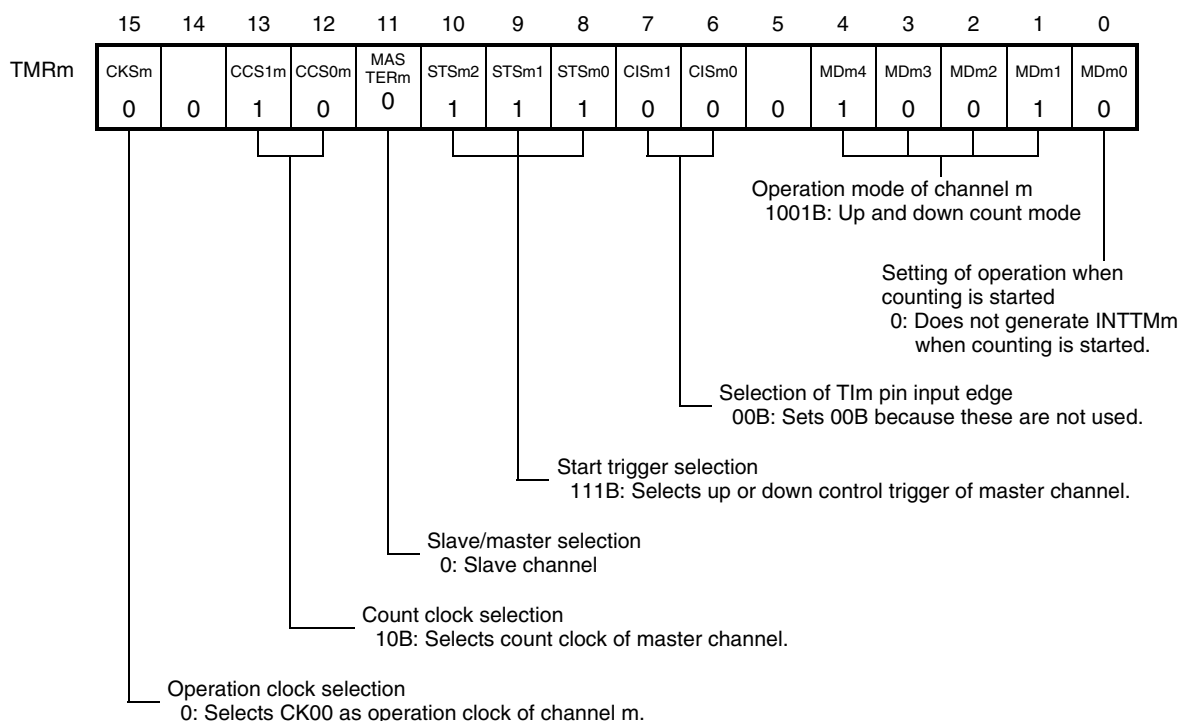 15 14 13 12 11 10 9 8 7 6 5 4 3 2 1 0
TMRm CKSm CCS1m CCS0m MAS TERm STSm2 STSm1 STSm0 CISm1 CISm0 MDm4 MDm3 MDm2 MDm1 MDm0
0 0 1 0 0 1 1 1 0 0 0 1 0 0 1 0
Operation mode of channel m
1001B: Up and down count mode
Setting of operation when
counting is started
0: Does not generate INTTMm
when counting is started.
Selection of TIm pin input edge
00B: Sets 00B because these are not used.
Start trigger selection
111B: Selects up or down control trigger of master channel.
Slave/master selection
0: Slave channel
Count clock selection
10B: Selects count clock of master channel.
Operation clock selection
0: Selects CK00 as operation clock of channel m.